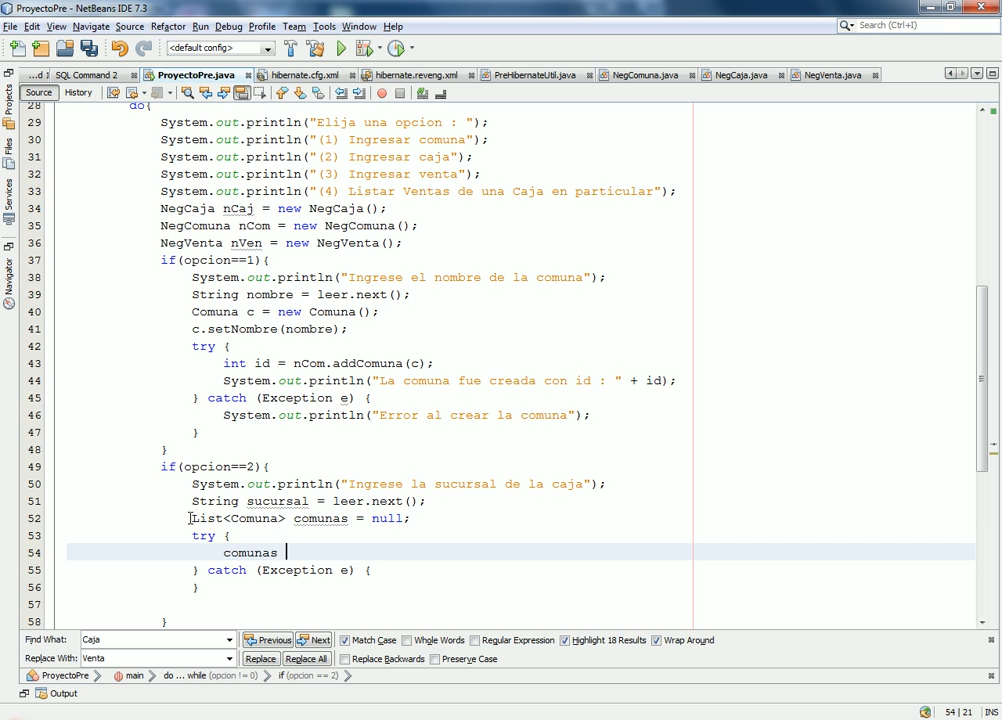 ProyectoPre - NetBeans IDE 7.3
File Edit View Navigate Source Refactor Run Debug Profile Team Tools Window Help
Search (Ctrl+I)
<default config>
...d 1 SQL Command 2 ProyectoPre.java hibernate.cfg.xml hibernate.reveng.xml PreHibernateUtil.java NegComuna.java NegCaja.java NegVenta.java
Source History
Projects
Files
Services
Navigator
28 do{
29 System.out.println("Elija una opcion : ");
30 System.out.println("(1) Ingresar comuna");
31 System.out.println("(2) Ingresar caja");
32 System.out.println("(3) Ingresar venta");
33 System.out.println("(4) Listar Ventas de una Caja en particular");
34 NegCaja nCaj = new NegCaja();
35 NegComuna nCom = new NegComuna();
36 NegVenta nVen = new NegVenta();
37 if(opcion==1){
38 System.out.println("Ingrese el nombre de la comuna");
39 String nombre = leer.next();
40 Comuna c = new Comuna();
41 c.setNombre(nombre);
42 try {
43 int id = nCom.addComuna(c);
44 System.out.println("La comuna fue creada con id : " + id);
45 } catch (Exception e) {
46 System.out.println("Error al crear la comuna");
47 }
48 }
49 if(opcion==2){
50 System.out.println("Ingrese la sucursal de la caja");
51 String sucursal = leer.next();
52 List<Comuna> comunas = null;
53 try {
54 comunas
55 } catch (Exception e) {
56 }
57
58 }
Find What: Caja Previous Next Match Case Whole Words Regular Expression Highlight 18 Results Wrap Around
Replace With: Venta Replace Replace All Replace Backwards Preserve Case
ProyectoPre main do ... while (opcion != 0) if (opcion == 2)
Output
54 | 21 INS